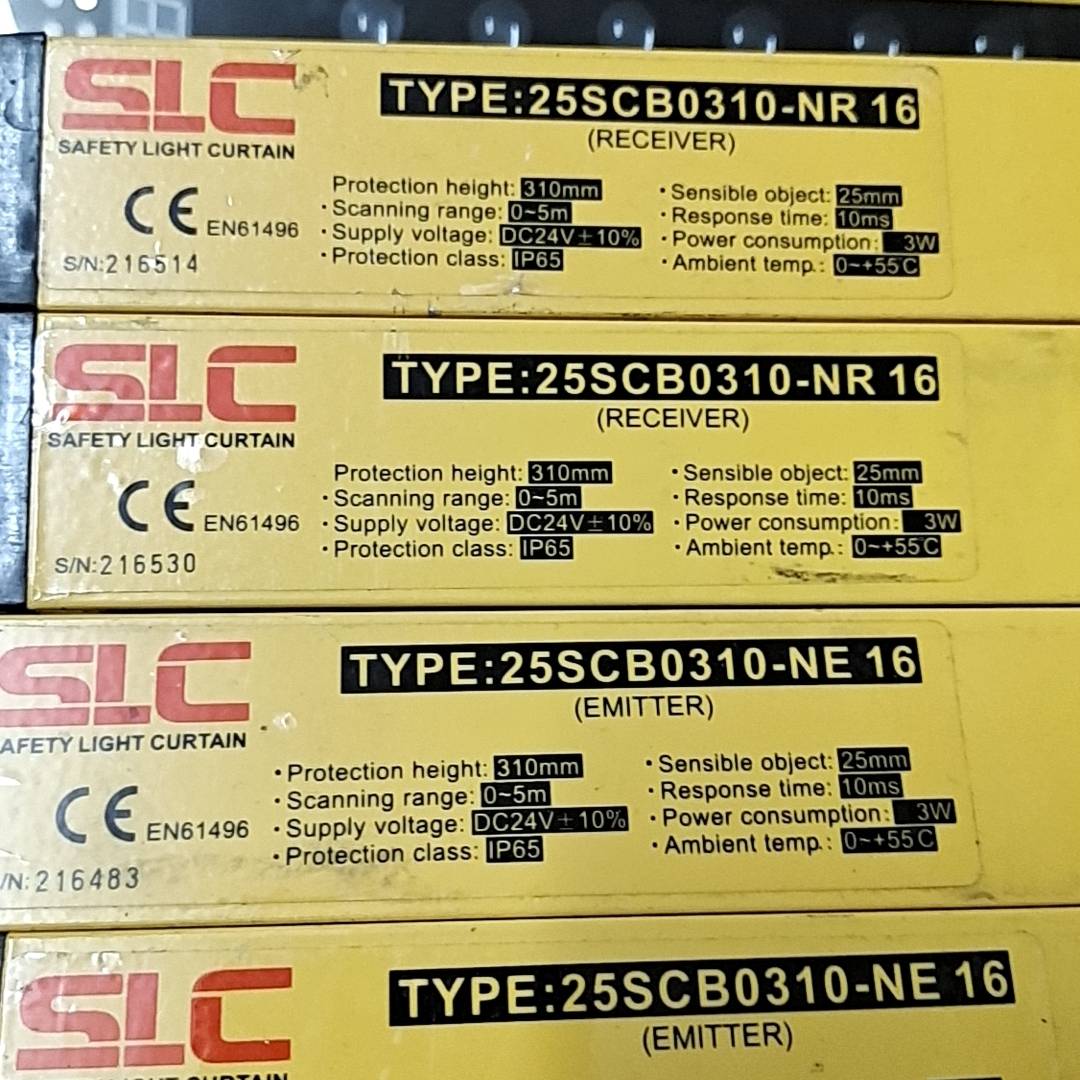 SLC
SAFETY LIGHT CURTAIN
CE EN61496
S/N:216514
TYPE:25SCB0310-NR 16
(RECEIVER)
Protection height: 310mm
·Scanning range: 0~5m
·Supply voltage: DC24V±10%
·Protection class: IP65
·Sensible object: 25mm
·Response time: 10ms
·Power consumption: 3W
·Ambient temp.: 0~+55C
SLC
SAFETY LIGHT CURTAIN
CE EN61496
S/N:216530
TYPE:25SCB0310-NR 16
(RECEIVER)
Protection height: 310mm
·Scanning range: 0~5m
·Supply voltage: DC24V±10%
·Protection class: IP65
·Sensible object: 25mm
·Response time: 10ms
·Power consumption: 3W
·Ambient temp.: 0~+55C
SLC
AFETY LIGHT CURTAIN
CE EN61496
/N:216483
TYPE:25SCB0310-NE 16
(EMITTER)
·Protection height: 310mm
·Scanning range: 0~5m
·Supply voltage: DC24V±10%
·Protection class: IP65
·Sensible object: 25mm
·Response time: 10ms
·Power consumption: 3W
·Ambient temp.: 0~+55C
SLC
TYPE:25SCB0310-NE 16
(EMITTER)